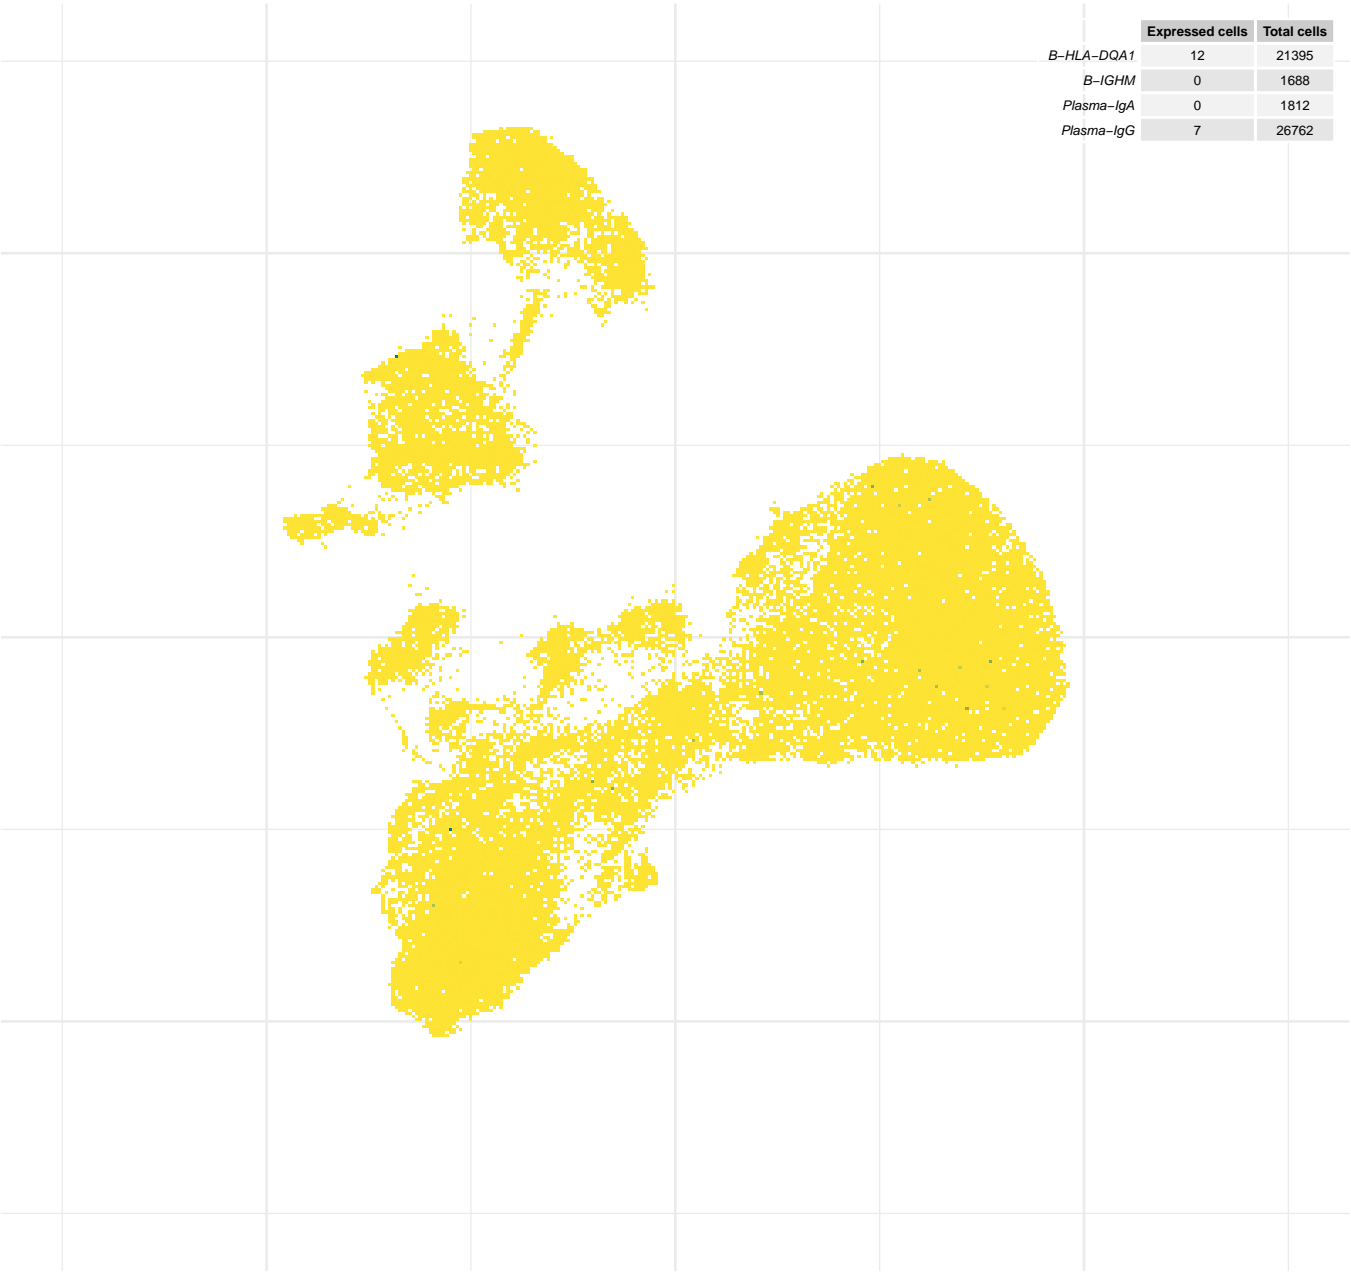 Expressed cells Total cells
B−HLA−DQA1 12 21395
B−IGHM 0 1688
Plasma−IgA 0 1812
Plasma−IgG 7 26762